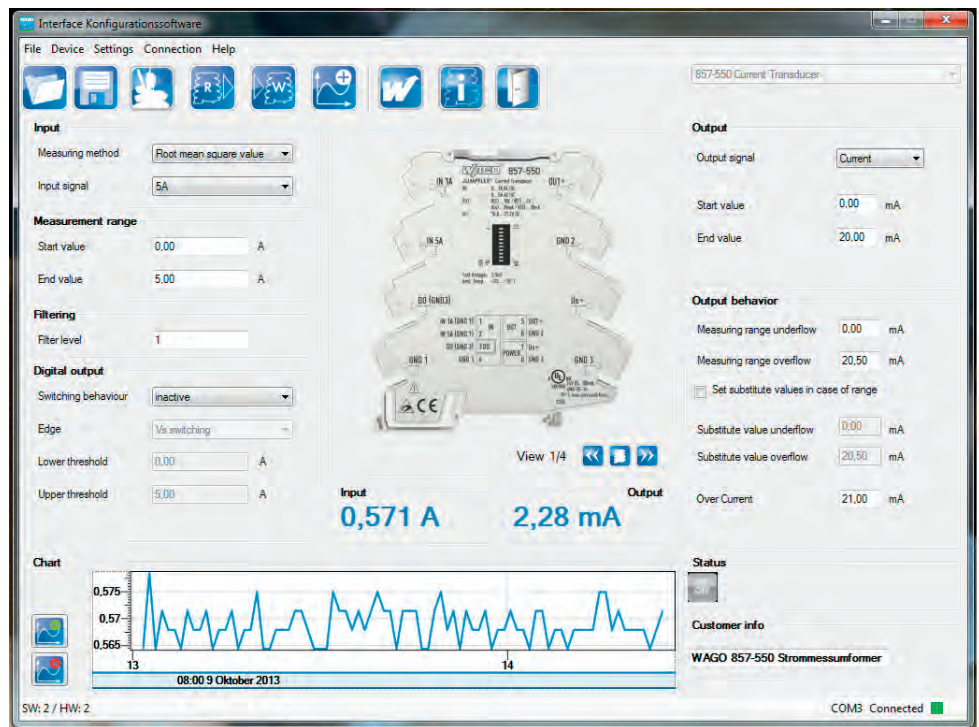 Interface Konfigurationssoftware
File Device Settings Connection Help
R
W
857-550 Current Transducer
Input
Measuring method
Root mean square value
Input signal
5A
Measurement range
Start value
0,00
A
End value
5,00
A
Filtering
Filter level
1
Digital output
Switching behaviour
inactive
Edge
Vs switching
Lower threshold
0,00
A
Upper threshold
5,00
A
WAGO 857-550
IN 1A
OUT+
IN 5A
GND 2
DO (GND3)
Us+
GND 1
GND 3
IN
OUT
POWER
CE
View 1/4
Input
0,571 A
Output
2,28 mA
Output
Output signal
Current
Start value
0,00
mA
End value
20,00
mA
Output behavior
Measuring range underflow
0,00
mA
Measuring range overflow
20,50
mA
Set substitute values in case of range
Substitute value underflow
0,00
mA
Substitute value overflow
20,50
mA
Over Current
21,00
mA
Chart
0,575
0,57
0,565
13
14
08:00 9 Oktober 2013
Status
Customer info
WAGO 857-550 Strommessumformer
SW: 2 / HW: 2
COM3 Connected